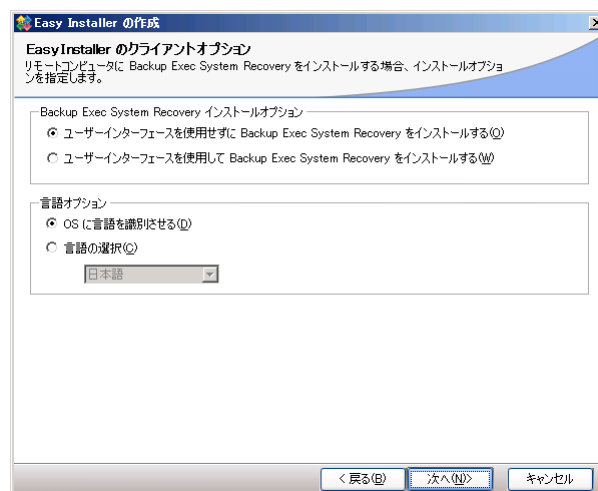 Easy Installer の作成
EasyInstaller のクライアントオプション
リモートコンピュータに Backup Exec System Recovery をインストールする場合、インストールオプショ
ンを指定します。
Backup Exec System Recovery インストールオプション
ユーザーインターフェースを使用せずに Backup Exec System Recovery をインストールする(O)
ユーザーインターフェースを使用して Backup Exec System Recovery をインストールする(W)
言語オプション
OS に言語を識別させる(D)
言語の選択(C)
日本語
< 戻る(B)
次へ(N)>
キャンセル